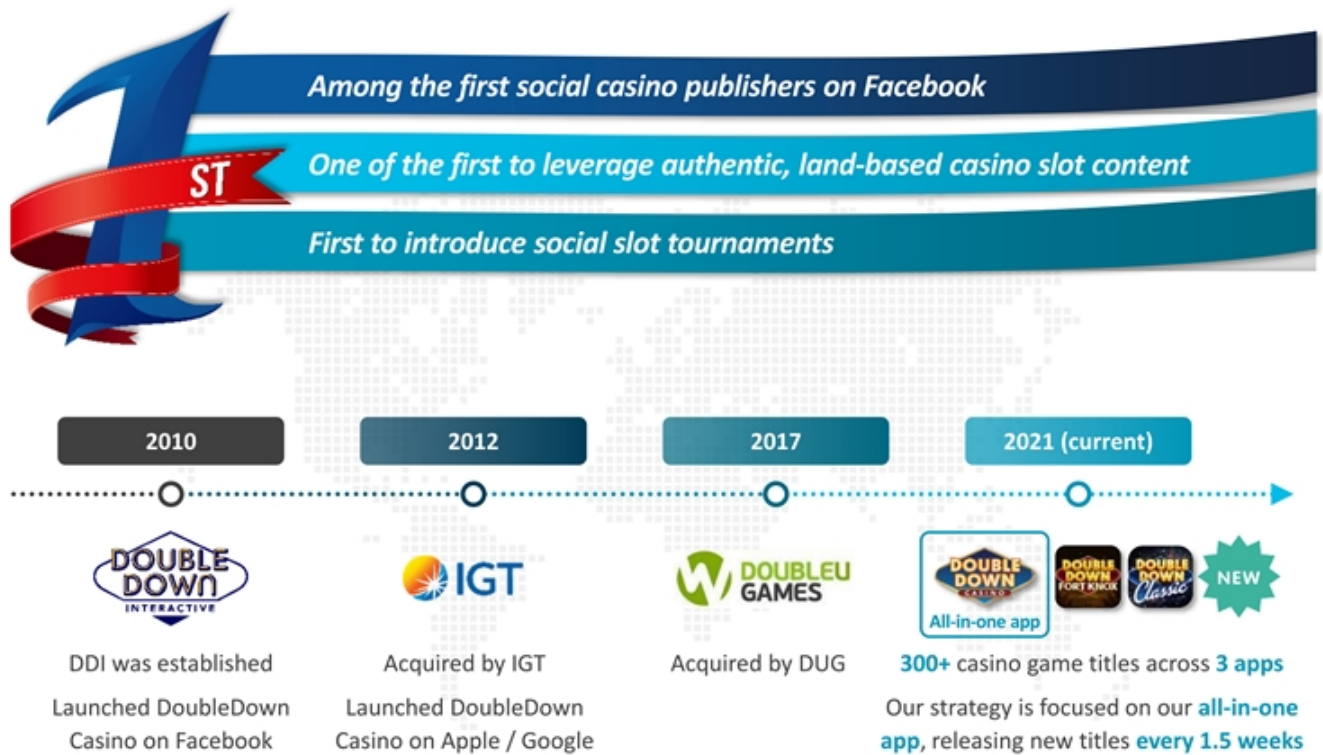 1
ST
Among the first social casino publishers on Facebook
One of the first to leverage authentic, land-based casino slot content
First to introduce social slot tournaments
2010
2012
2017
2021 (current)
DOUBLE
DOWN
INTERACTIVE
IGT
DOUBLEU
GAMES
DOUBLE
DOWN
CASINO
All-in-one app
DOUBLE
DOWN
FORT KNOX
DOUBLE
DOWN
Classic
NEW
DDI was established
Launched DoubleDown
Casino on Facebook
Acquired by IGT
Launched DoubleDown
Casino on Apple / Google
Acquired by DUG
300+ casino game titles across 3 apps
Our strategy is focused on our all-in-one
app, releasing new titles every 1.5 weeks